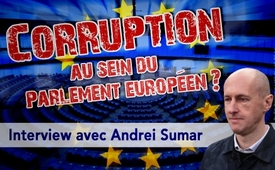 CORRUPTION
AU SEIN DU
PARLEMENT EUROPÉEN ?
Interview avec Andrei Sumar